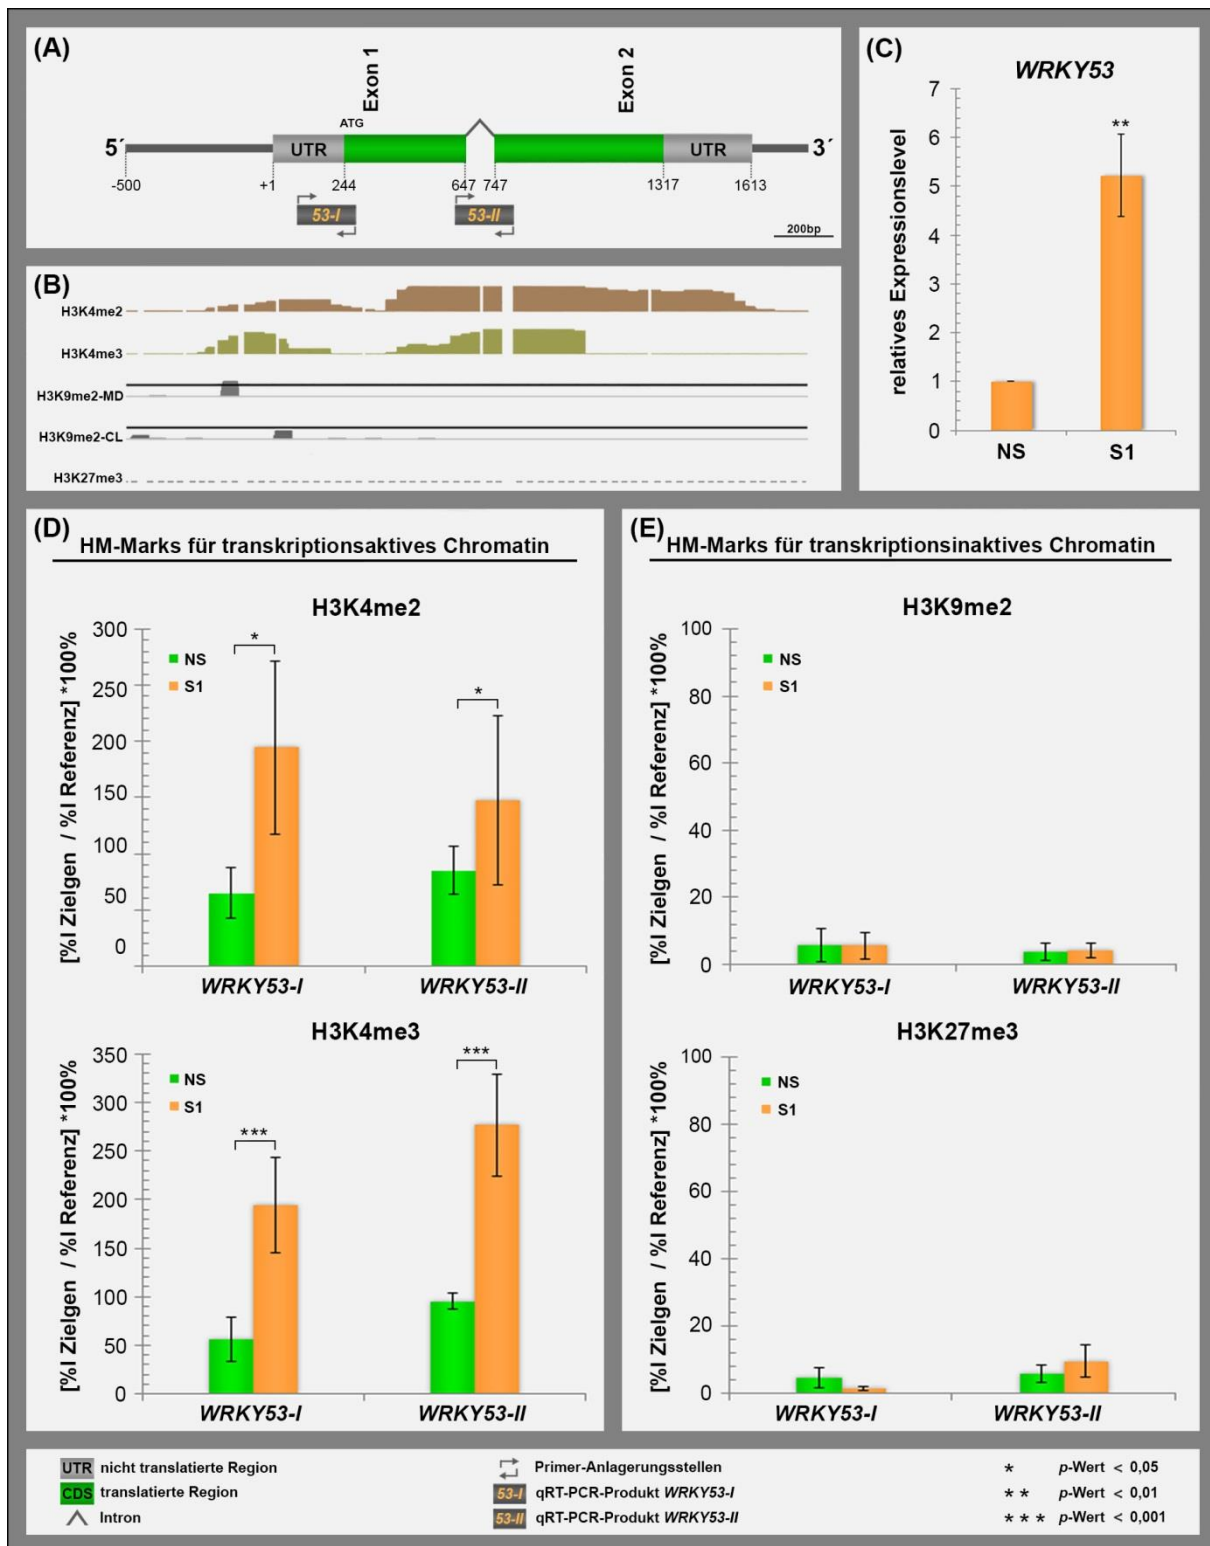 (A)
Exon 1
Exon 2
ATG
5´ UTR UTR 3´
-500 +1 244 647 747 1317 1613
53-I 53-II
200bp
(B)
H3K4me2
H3K4me3
H3K9me2-MD
H3K9me2-CL
H3K27me3
(C)
WRKY53
relatives Expressionslevel
7
6
5
4
3
2
1
0
**
NS S1
(D)
HM-Marks für transkriptionsaktives Chromatin
H3K4me2
[%I Zielgen / %I Referenz] *100%
300
250
200
150
100
50
0
NS
S1
*
*
WRKY53-I WRKY53-II
H3K4me3
[%I Zielgen / %I Referenz] *100%
350
300
250
200
150
100
50
0
NS
S1
***
***
WRKY53-I WRKY53-II
(E)
HM-Marks für transkriptionsinaktives Chromatin
H3K9me2
[%I Zielgen / %I Referenz] *100%
100
80
60
40
20
0
NS
S1
WRKY53-I WRKY53-II
H3K27me3
[%I Zielgen / %I Referenz] *100%
100
80
60
40
20
0
NS
S1
WRKY53-I WRKY53-II
UTR nicht translatierte Region
CDS translatierte Region
Intron
Primer-Anlagerungsstellen
53-I qRT-PCR-Produkt WRKY53-I
53-II qRT-PCR-Produkt WRKY53-II
* p-Wert < 0,05
** p-Wert < 0,01
*** p-Wert < 0,001